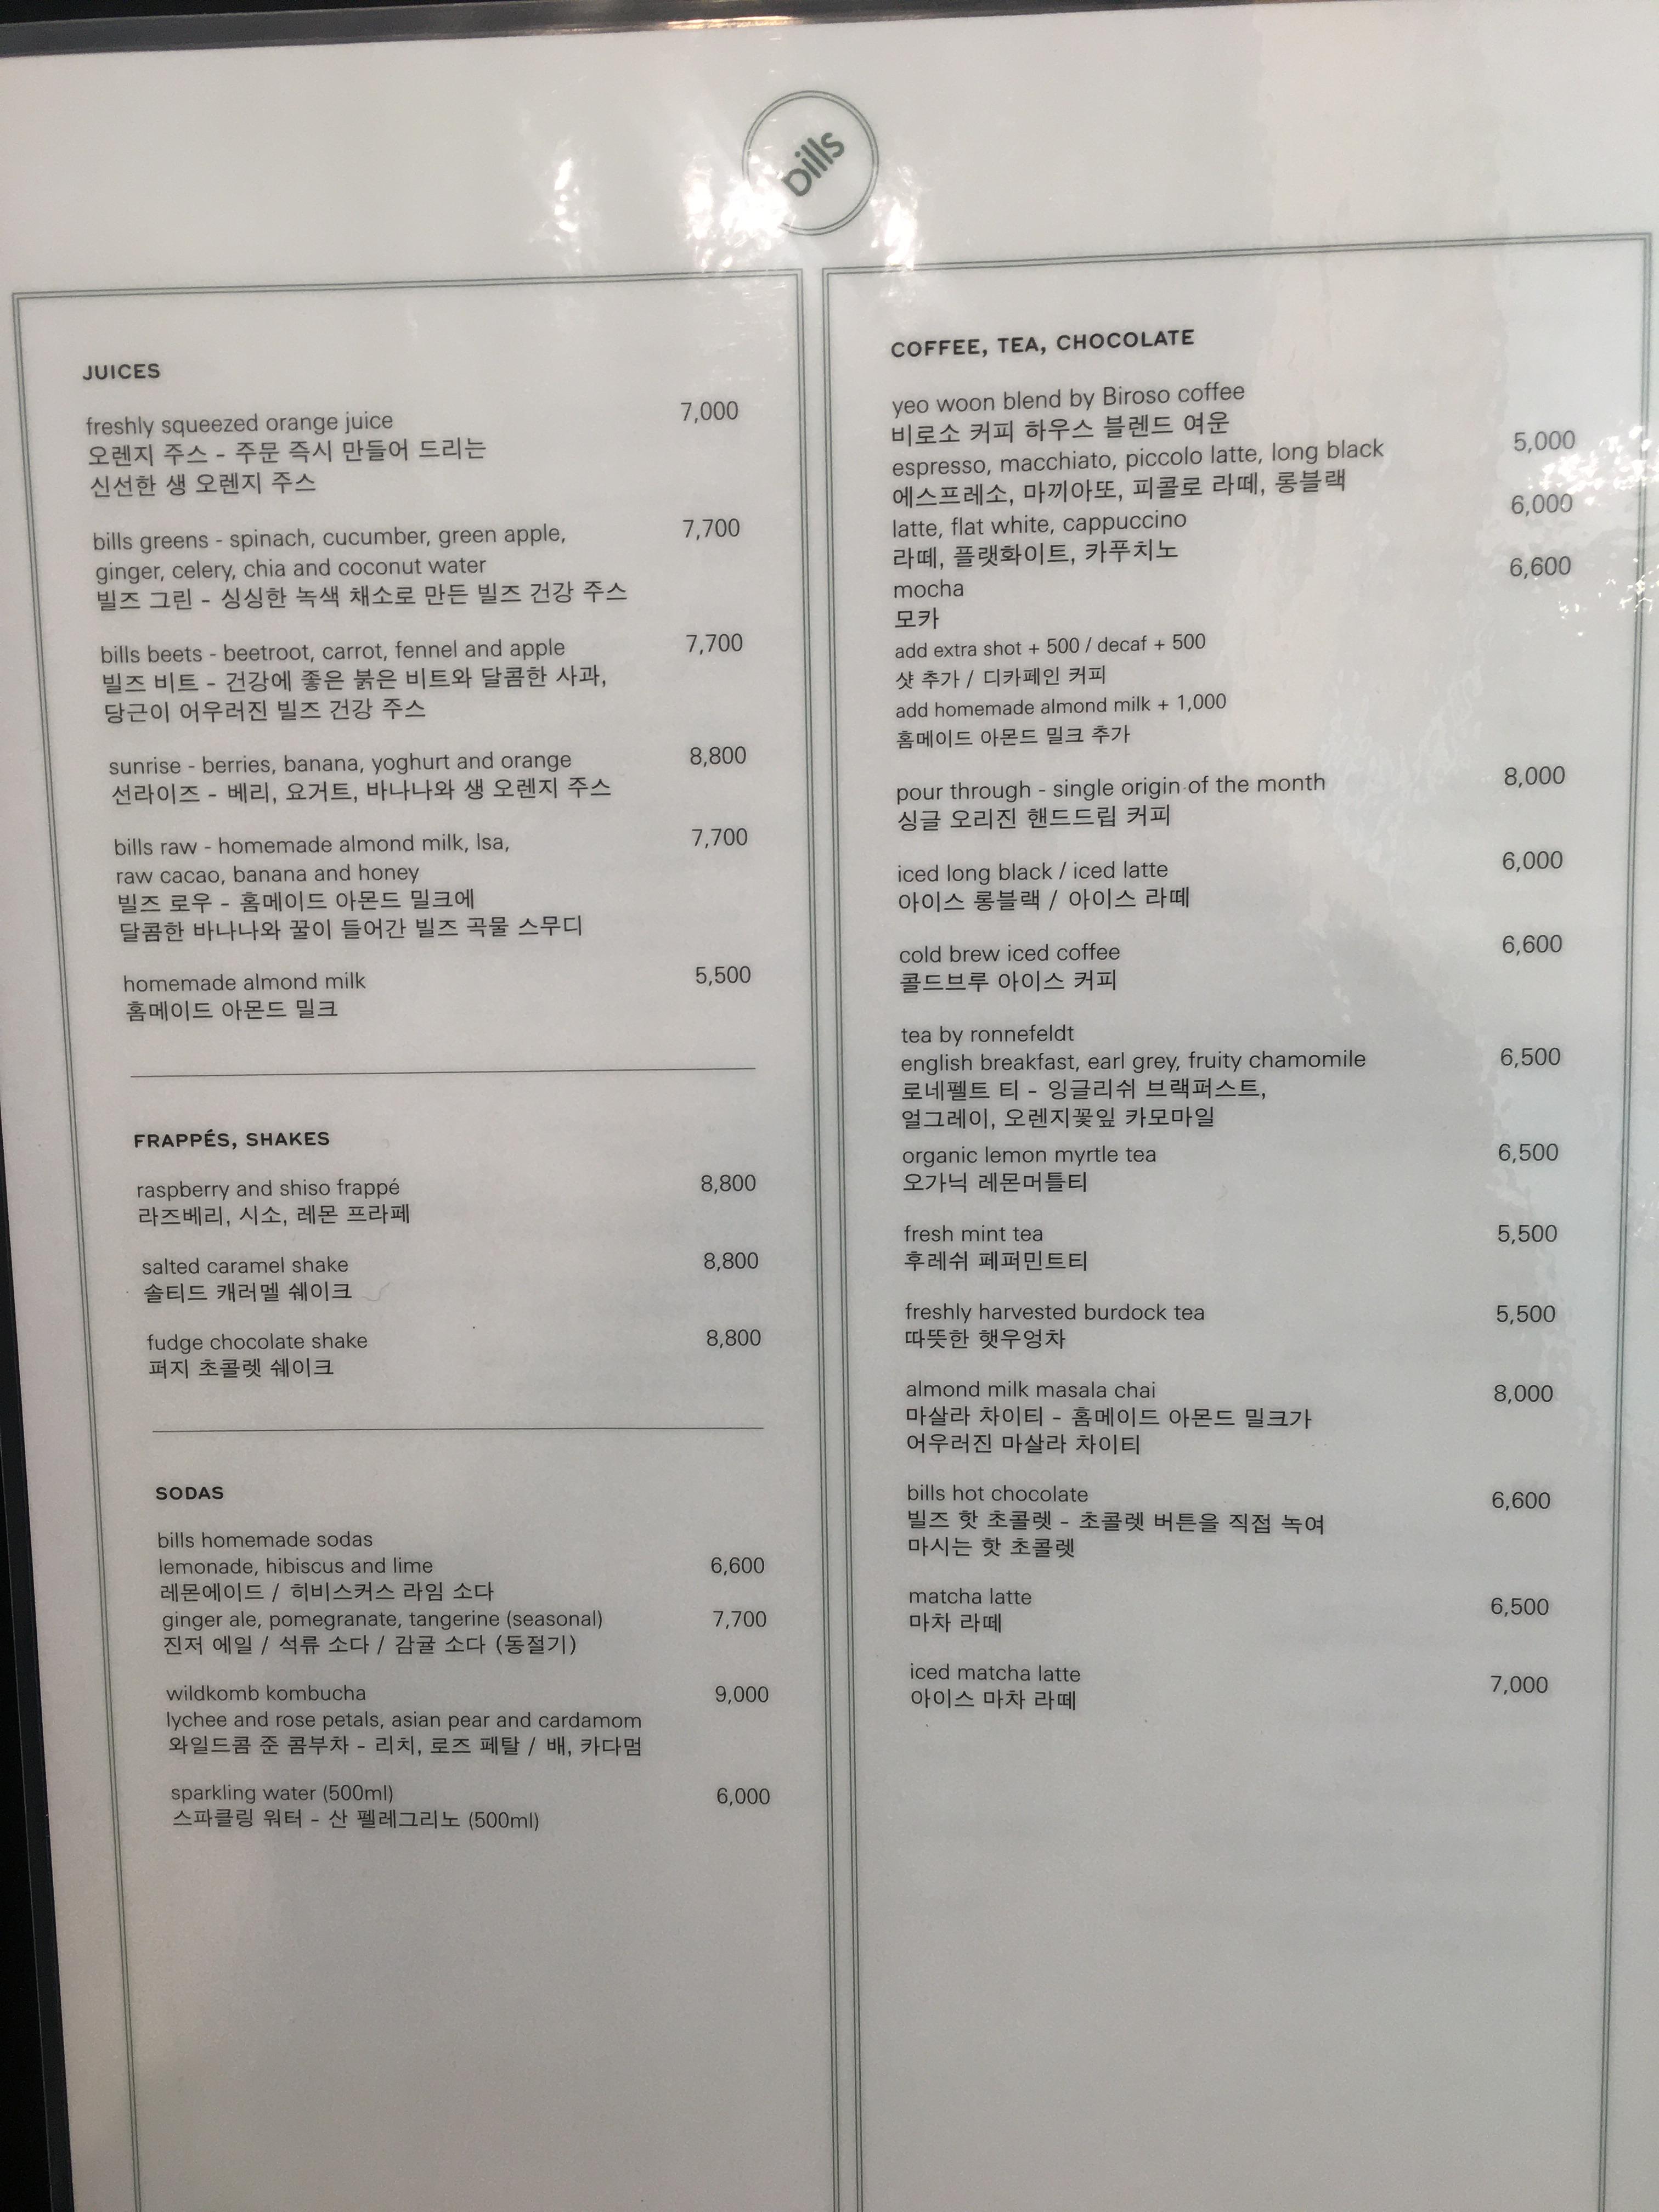 bills
JUICES
freshly squeezed orange juice 7,000
오렌지 주스 - 주문 즉시 만들어 드리는
신선한 생 오렌지 주스
bills greens - spinach, cucumber, green apple, 7,700
ginger, celery, chia and coconut water
빌즈 그린 - 싱싱한 녹색 채소로 만든 빌즈 건강 주스
bills beets - beetroot, carrot, fennel and apple 7,700
빌즈 비트 - 건강에 좋은 붉은 비트와 달콤한 사과,
당근이 어우러진 빌즈 건강 주스
sunrise - berries, banana, yoghurt and orange 8,800
선라이즈 - 베리, 요거트, 바나나와 생 오렌지 주스
bills raw - homemade almond milk, lsa, 7,700
raw cacao, banana and honey
빌즈 로우 - 홈메이드 아몬드 밀크에
달콤한 바나나와 꿀이 들어간 빌즈 곡물 스무디
homemade almond milk 5,500
홈메이드 아몬드 밀크
FRAPPÉS, SHAKES
raspberry and shiso frappé 8,800
라즈베리, 시소, 레몬 프라페
salted caramel shake 8,800
솔티드 캐러멜 쉐이크
fudge chocolate shake 8,800
퍼지 초콜렛 쉐이크
SODAS
bills homemade sodas
lemonade, hibiscus and lime 6,600
레몬에이드 / 히비스커스 라임 소다
ginger ale, pomegranate, tangerine (seasonal) 7,700
진저 에일 / 석류 소다 / 감귤 소다 (동절기)
wildkomb kombucha 9,000
lychee and rose petals, asian pear and cardamom
와일드콤 준 콤부차 - 리치, 로즈 페탈 / 배, 카다멈
sparkling water (500ml) 6,000
스파클링 워터 - 산 펠레그리노 (500ml)
COFFEE, TEA, CHOCOLATE
yeo woon blend by Biroso coffee
비로소 커피 하우스 블렌드 여운
espresso, macchiato, piccolo latte, long black 5,000
에스프레소, 마끼아또, 피콜로 라떼, 롱블랙
latte, flat white, cappuccino 6,000
라떼, 플랫화이트, 카푸치노
mocha 6,600
모카
add extra shot + 500 / decaf + 500
샷 추가 / 디카페인 커피
add homemade almond milk + 1,000
홈메이드 아몬드 밀크 추가
pour through - single origin of the month 8,000
싱글 오리진 핸드드립 커피
iced long black / iced latte 6,000
아이스 롱블랙 / 아이스 라떼
cold brew iced coffee 6,600
콜드브루 아이스 커피
tea by ronnefeldt
english breakfast, earl grey, fruity chamomile 6,500
로네펠트 티 - 잉글리쉬 브랙퍼스트,
얼그레이, 오렌지꽃잎 카모마일
organic lemon myrtle tea 6,500
오가닉 레몬머틀티
fresh mint tea 5,500
후레쉬 페퍼민트티
freshly harvested burdock tea 5,500
따뜻한 햇우엉차
almond milk masala chai 8,000
마살라 차이티 - 홈메이드 아몬드 밀크가
어우러진 마살라 차이티
bills hot chocolate 6,600
빌즈 핫 초콜렛 - 초콜렛 버튼을 직접 녹여
마시는 핫 초콜렛
matcha latte 6,500
마차 라떼
iced matcha latte 7,000
아이스 마차 라떼